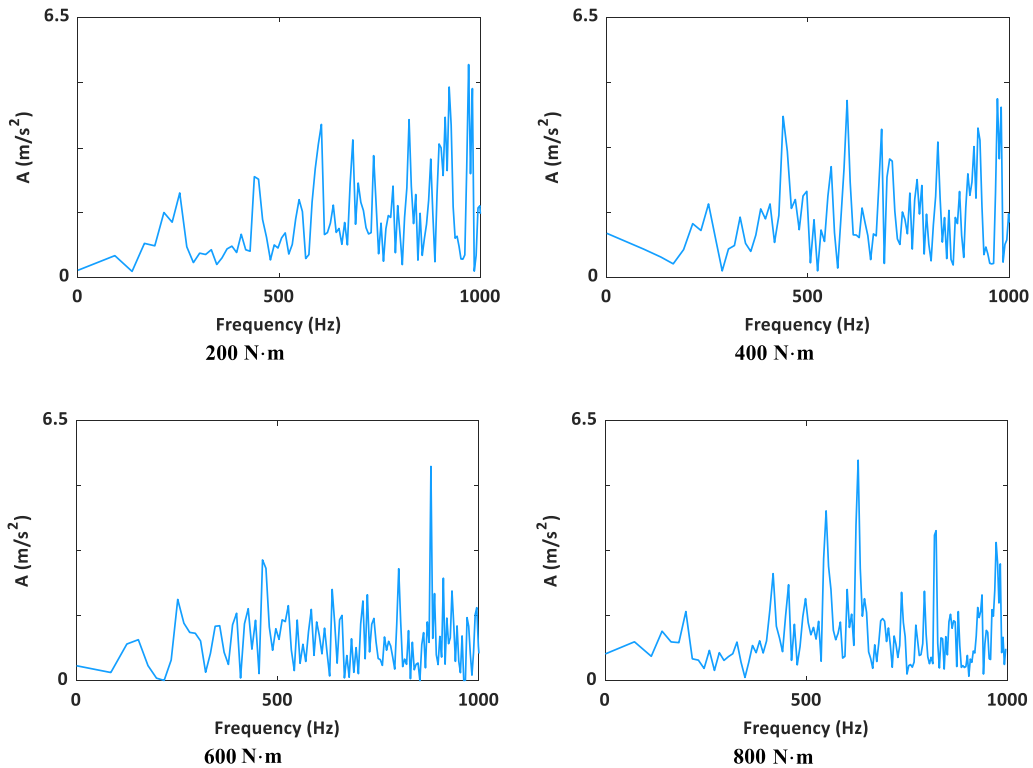 6.5
A (m/s²)
0
0 500 1000
Frequency (Hz)
200 N·m
6.5
A (m/s²)
0
0 500 1000
Frequency (Hz)
400 N·m
6.5
A (m/s²)
0
0 500 1000
Frequency (Hz)
600 N·m
6.5
A (m/s²)
0
0 500 1000
Frequency (Hz)
800 N·m